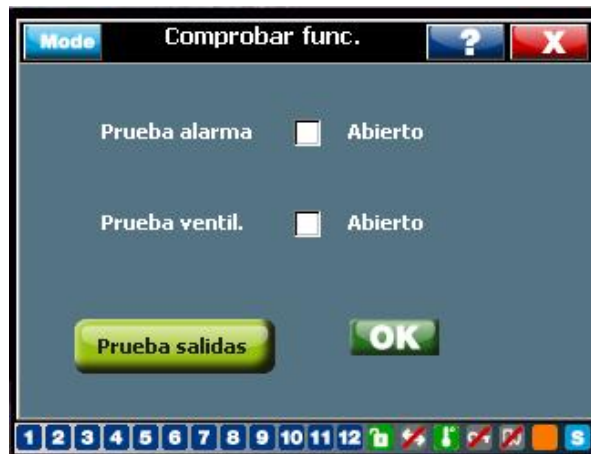 Mode Comprobar func. ? X
Prueba alarma Abierto
Prueba ventil. Abierto
Prueba salidas OK
1 2 3 4 5 6 7 8 9 10 11 12 S